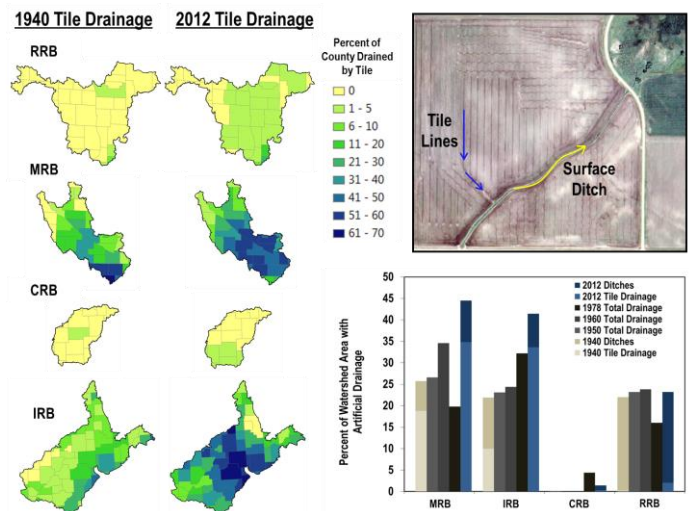 1940 Tile Drainage
2012 Tile Drainage
RRB
MRB
CRB
IRB
Percent of
County Drained
by Tile
0
1 - 5
6 - 10
11 - 20
21 - 30
31 - 40
41 - 50
51 - 60
61 - 70
Tile
Lines
Surface
Ditch
Percent of Watershed Area with
Artificial Drainage
50
45
40
35
30
25
20
15
10
5
0
2012 Ditches
2012 Tile Drainage
1978 Total Drainage
1960 Total Drainage
1950 Total Drainage
1940 Ditches
1940 Tile Drainage
MRB
IRB
CRB
RRB